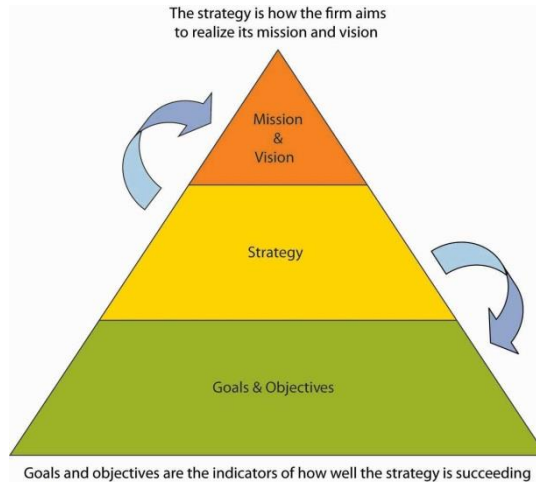 The strategy is how the firm aims
to realize its mission and vision
Mission
&
Vision
Strategy
Goals & Objectives
Goals and objectives are the indicators of how well the strategy is succeeding